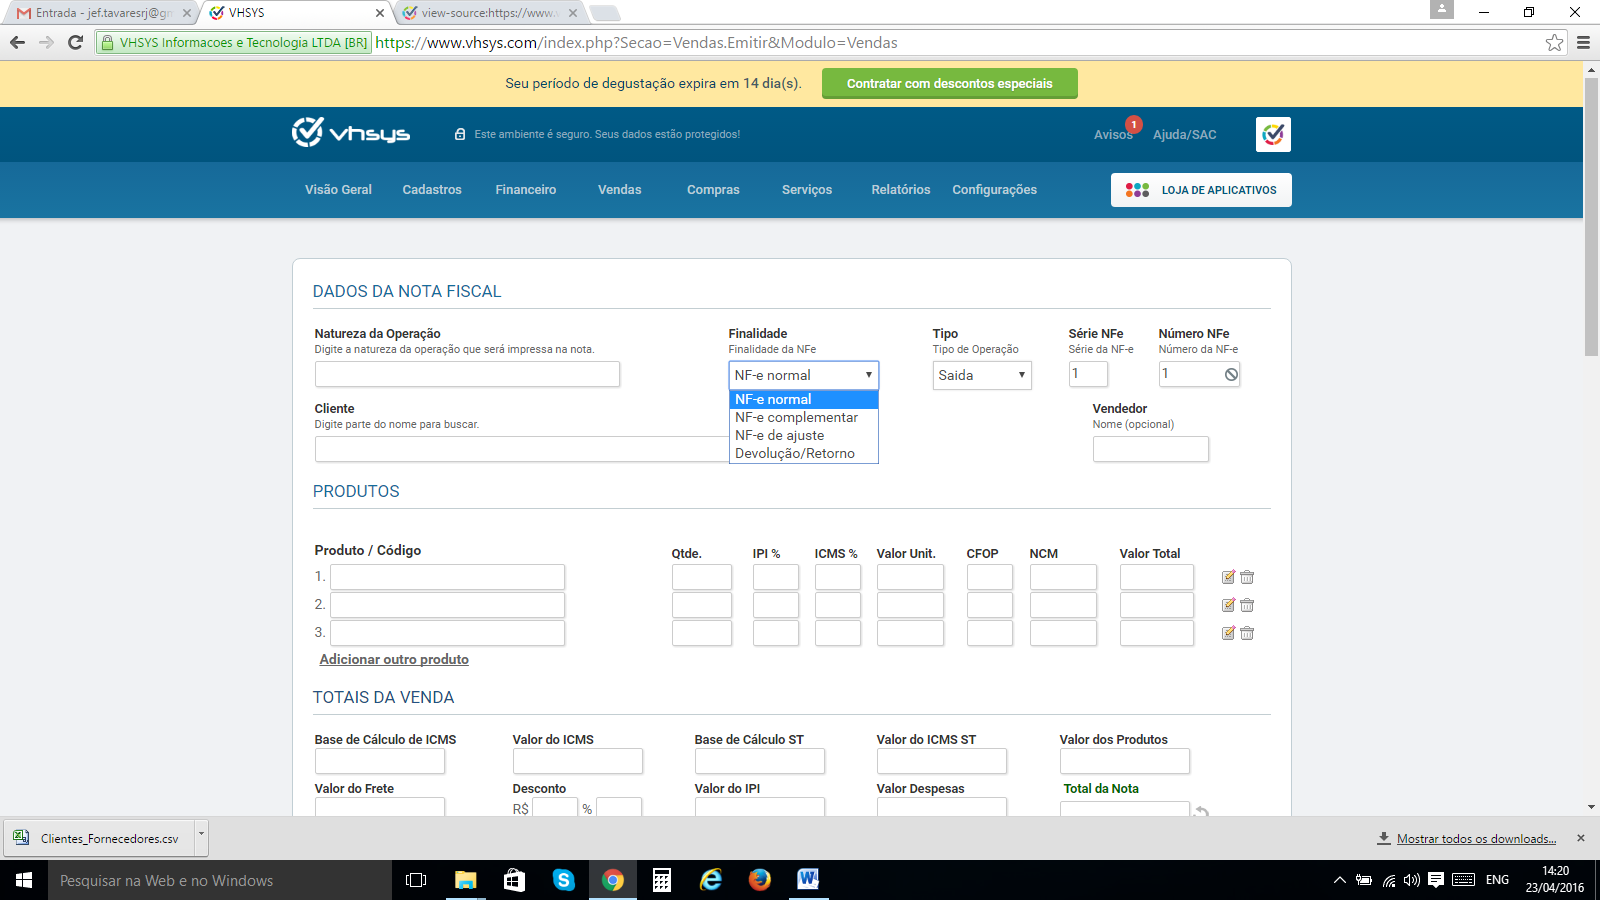 Entrada - jef.tavaresrj@gm
VHSYS
view-source:https://www.v
VHSYS Informacoes e Tecnologia LTDA [BR]
https://www.vhsys.com/index.php?Secao=Vendas.Emitir&Modulo=Vendas
Seu período de degustação expira em 14 dia(s).
Contratar com descontos especiais
vhsys
Este ambiente é seguro. Seus dados estão protegidos!
Avisos
1
Ajuda/SAC
Visão Geral
Cadastros
Financeiro
Vendas
Compras
Serviços
Relatórios
Configurações
LOJA DE APLICATIVOS
DADOS DA NOTA FISCAL
Natureza da Operação
Digite a natureza da operação que será impressa na nota.
Finalidade
Finalidade da NFe
NF-e normal
NF-e normal
NF-e complementar
NF-e de ajuste
Devolução/Retorno
Tipo
Tipo de Operação
Saida
Série NFe
Série da NF-e
1
Número NFe
Número da NF-e
1
Cliente
Digite parte do nome para buscar.
Vendedor
Nome (opcional)
PRODUTOS
Produto / Código
Qtde.
IPI %
ICMS %
Valor Unit.
CFOP
NCM
Valor Total
1.
2.
3.
Adicionar outro produto
TOTAIS DA VENDA
Base de Cálculo de ICMS
Valor do ICMS
Base de Cálculo ST
Valor do ICMS ST
Valor dos Produtos
Valor do Frete
Desconto
R$
%
Valor do IPI
Valor Despesas
Total da Nota
Clientes_Fornecedores.csv
Mostrar todos os downloads...
Pesquisar na Web e no Windows
ENG
14:20
23/04/2016